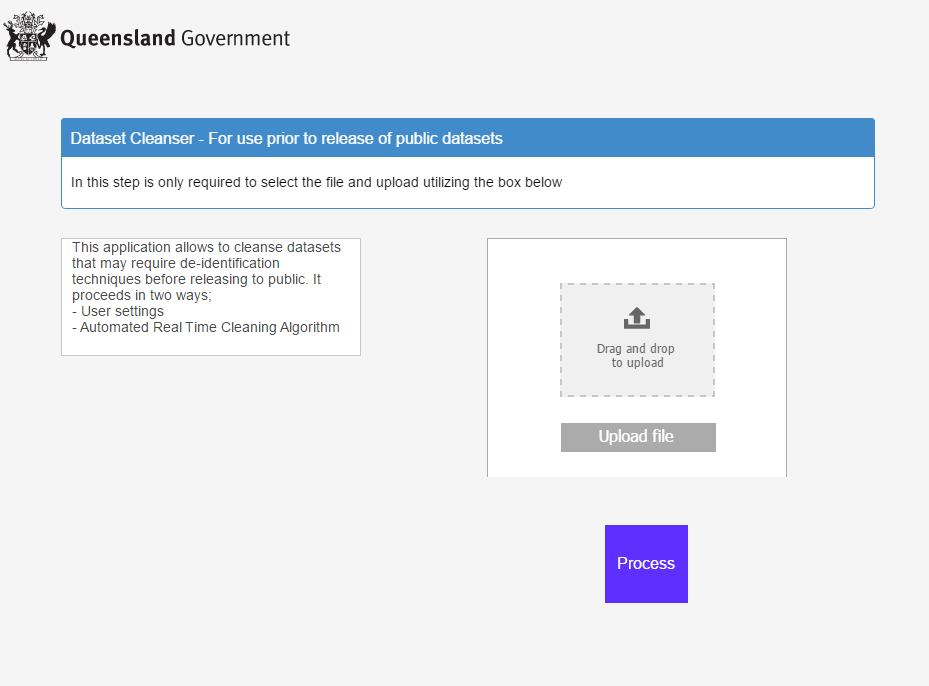 Queensland Government
Dataset Cleanser - For use prior to release of public datasets
In this step is only required to select the file and upload utilizing the box below
This application allows to cleanse datasets
that may require de-identification
techniques before releasing to public. It
proceeds in two ways;
- User settings
- Automated Real Time Cleaning Algorithm
Drag and drop
to upload
Upload file
Process